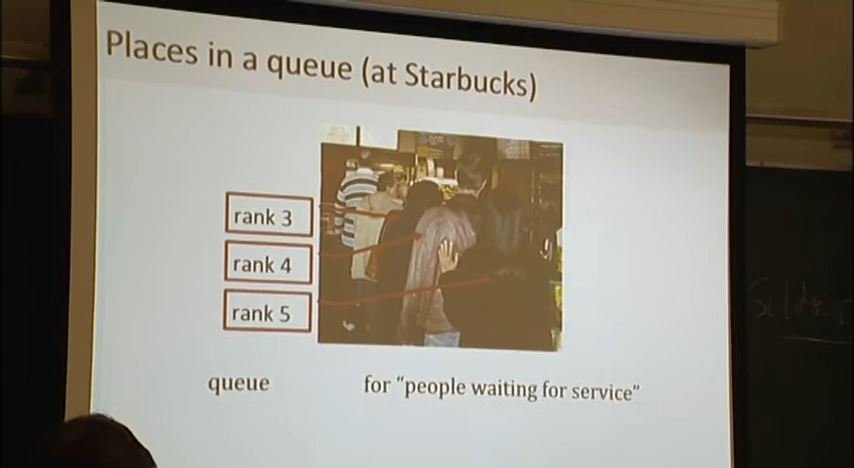 Places in a queue (at Starbucks)
rank 3
rank 4
rank 5
queue
for "people waiting for service"